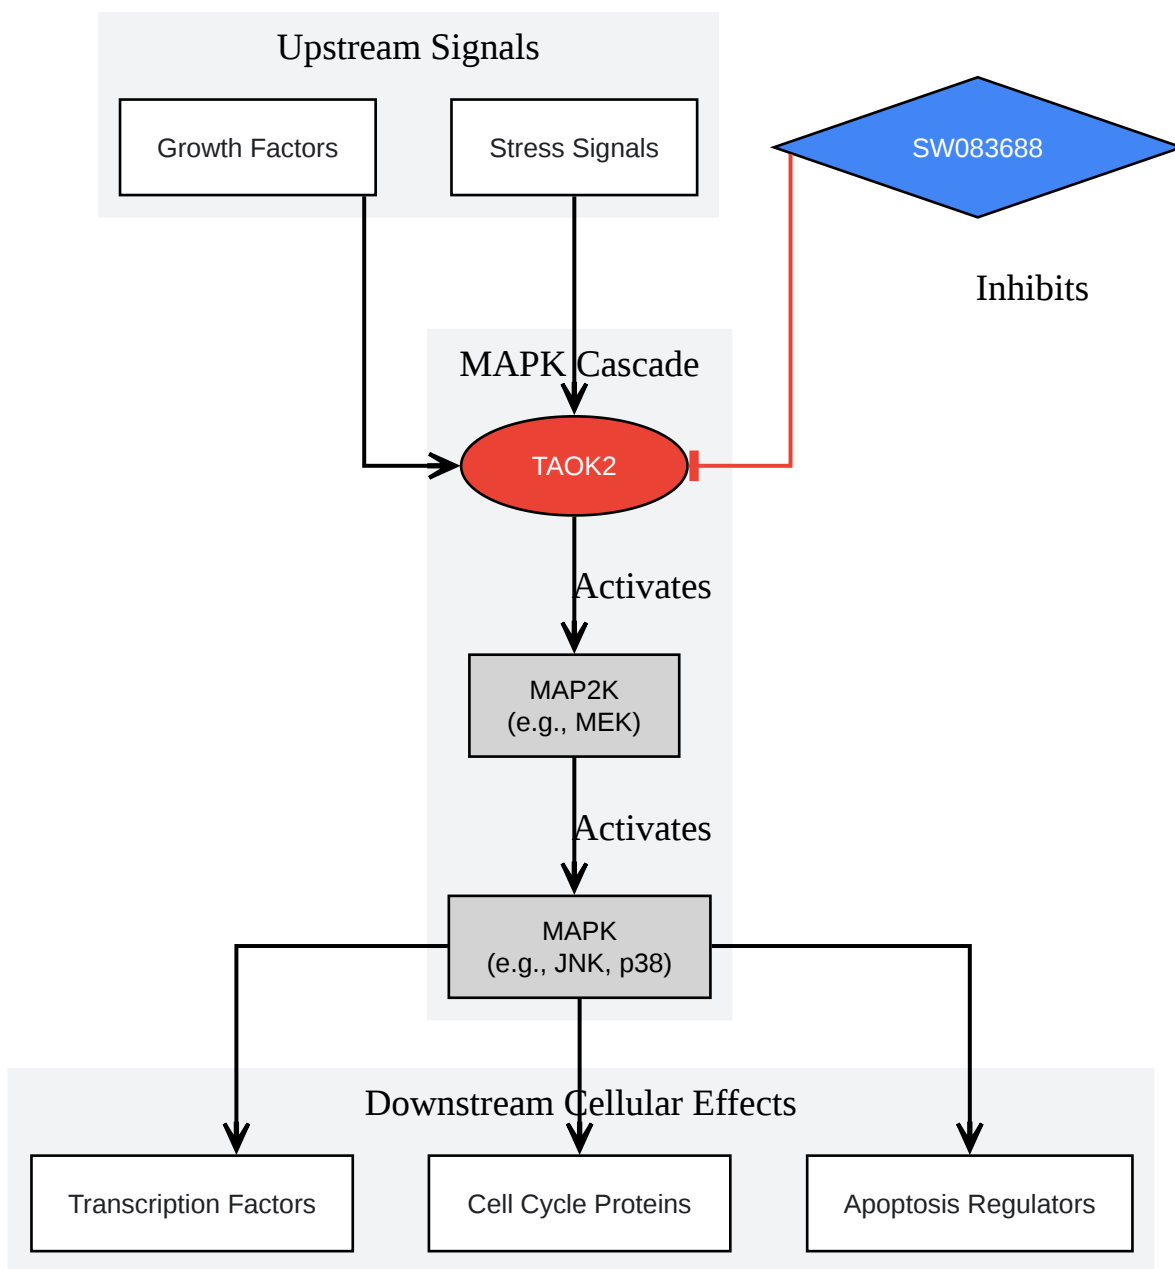 Upstream Signals
Growth Factors
Stress Signals
SW083688
Inhibits
MAPK Cascade
TAOK2
Activates
MAP2K
(e.g., MEK)
Activates
MAPK
(e.g., JNK, p38)
Downstream Cellular Effects
Transcription Factors
Cell Cycle Proteins
Apoptosis Regulators